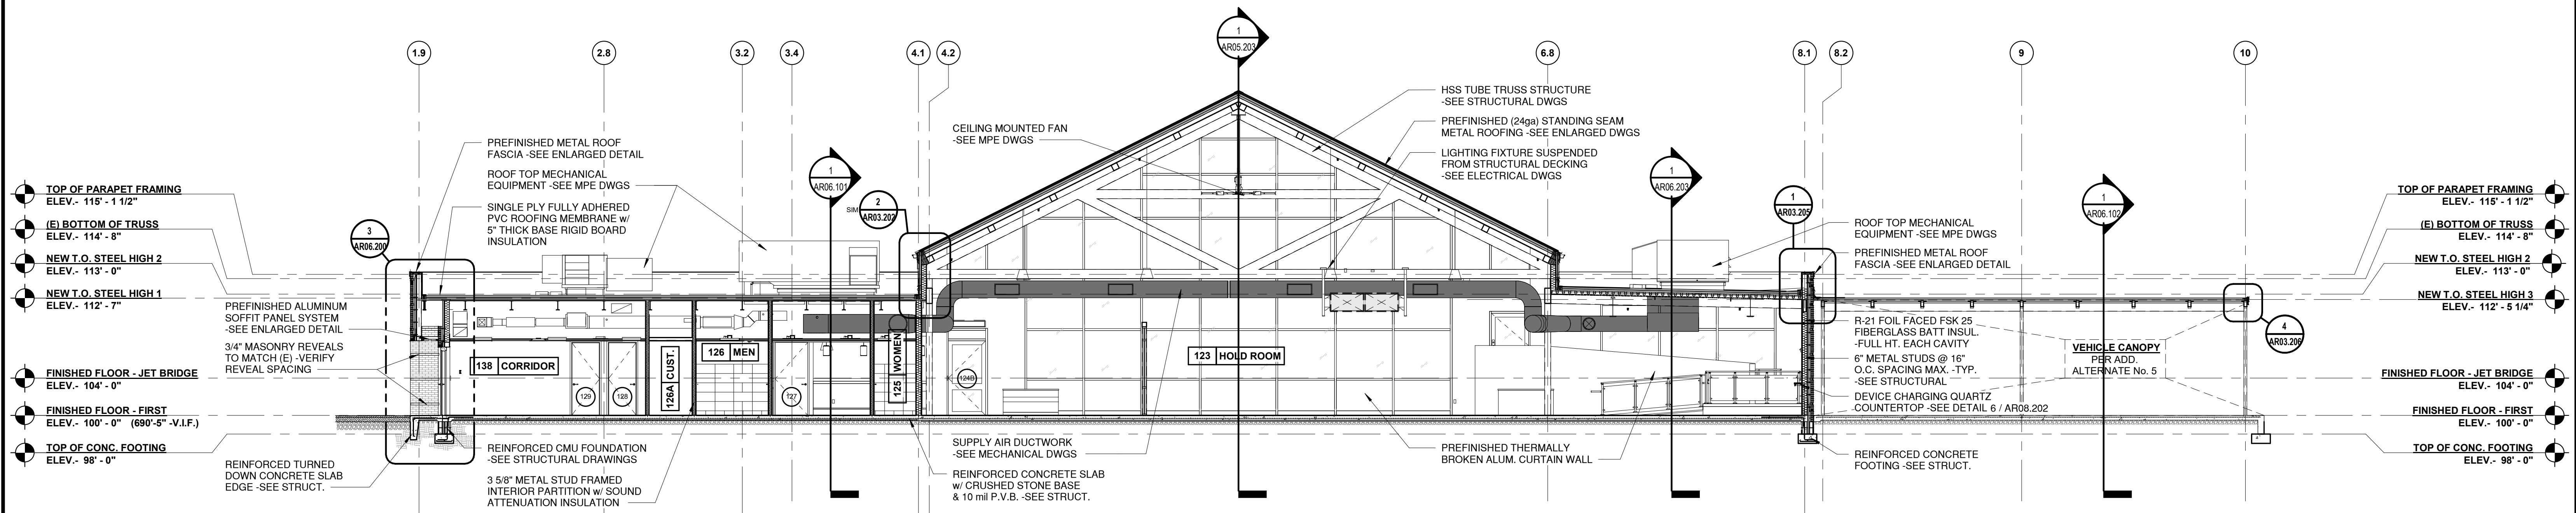 1.9
2.8
3.2
3.4
4.1
4.2
1
AR05.203
6.8
8.1
8.2
9
10
TOP OF PARAPET FRAMING
ELEV.- 115' - 1 1/2"
(E) BOTTOM OF TRUSS
ELEV.- 114' - 8"
NEW T.O. STEEL HIGH 2
ELEV.- 113' - 0"
NEW T.O. STEEL HIGH 1
ELEV.- 112' - 7"
FINISHED FLOOR - JET BRIDGE
ELEV.- 104' - 0"
FINISHED FLOOR - FIRST
ELEV.- 100' - 0" (690'-5" -V.I.F.)
TOP OF CONC. FOOTING
ELEV.- 98' - 0"
PREFINISHED ALUMINUM
SOFFIT PANEL SYSTEM
-SEE ENLARGED DETAIL
3/4" MASONRY REVEALS
TO MATCH (E) -VERIFY
REVEAL SPACING
REINFORCED TURNED
DOWN CONCRETE SLAB
EDGE -SEE STRUCT.
3
AR06.200
PREFINISHED METAL ROOF
FASCIA -SEE ENLARGED DETAIL
ROOF TOP MECHANICAL
EQUIPMENT -SEE MPE DWGS
SINGLE PLY FULLY ADHERED
PVC ROOFING MEMBRANE w/
5" THICK BASE RIGID BOARD
INSULATION
138 CORRIDOR
129
128
126A CUST.
126 MEN
127
125 WOMEN
124B
REINFORCED CMU FOUNDATION
-SEE STRUCTURAL DRAWINGS
3 5/8" METAL STUD FRAMED
INTERIOR PARTITION w/ SOUND
ATTENUATION INSULATION
1
AR06.101
SIM
2
AR03.202
CEILING MOUNTED FAN
-SEE MPE DWGS
SUPPLY AIR DUCTWORK
-SEE MECHANICAL DWGS
REINFORCED CONCRETE SLAB
w/ CRUSHED STONE BASE
& 10 mil P.V.B. -SEE STRUCT.
123 HOLD ROOM
HSS TUBE TRUSS STRUCTURE
-SEE STRUCTURAL DWGS
PREFINISHED (24ga) STANDING SEAM
METAL ROOFING -SEE ENLARGED DWGS
LIGHTING FIXTURE SUSPENDED
FROM STRUCTURAL DECKING
-SEE ELECTRICAL DWGS
PREFINISHED THERMALLY
BROKEN ALUM. CURTAIN WALL
1
AR06.203
1
AR03.205
ROOF TOP MECHANICAL
EQUIPMENT -SEE MPE DWGS
PREFINISHED METAL ROOF
FASCIA -SEE ENLARGED DETAIL
R-21 FOIL FACED FSK 25
FIBERGLASS BATT INSUL.
-FULL HT. EACH CAVITY
6" METAL STUDS @ 16"
O.C. SPACING MAX. -TYP.
-SEE STRUCTURAL
DEVICE CHARGING QUARTZ
COUNTERTOP -SEE DETAIL 6 / AR08.202
REINFORCED CONCRETE
FOOTING -SEE STRUCT.
1
AR06.102
VEHICLE CANOPY
PER ADD.
ALTERNATE No. 5
4
AR03.206
TOP OF PARAPET FRAMING
ELEV.- 115' - 1 1/2"
(E) BOTTOM OF TRUSS
ELEV.- 114' - 8"
NEW T.O. STEEL HIGH 2
ELEV.- 113' - 0"
NEW T.O. STEEL HIGH 3
ELEV.- 112' - 5 1/4"
FINISHED FLOOR - JET BRIDGE
ELEV.- 104' - 0"
FINISHED FLOOR - FIRST
ELEV.- 100' - 0"
TOP OF CONC. FOOTING
ELEV.- 98' - 0"